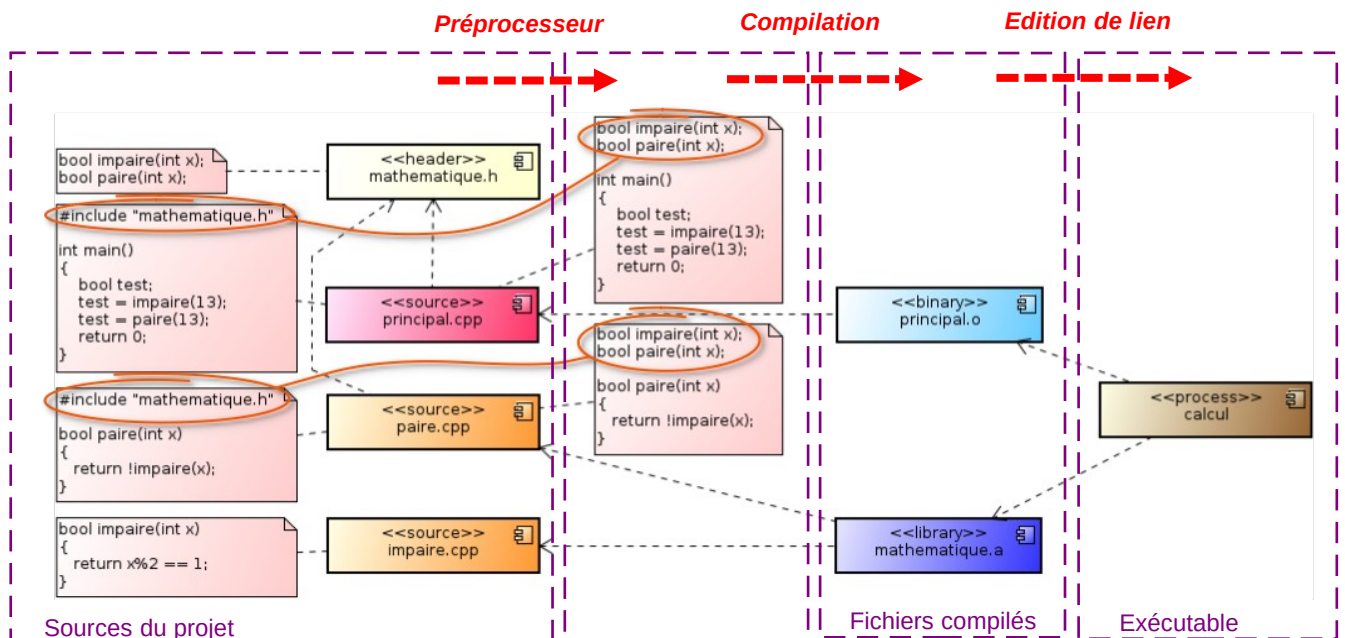 Préprocesseur
Compilation
Edition de lien
bool impaire(int x);
bool paire(int x);
<<header>>
mathematique.h
#include "mathematique.h"
int main()
{
bool test;
test = impaire(13);
test = paire(13);
return 0;
}
<<source>>
principal.cpp
#include "mathematique.h"
bool paire(int x)
{
return !impaire(x);
}
<<source>>
paire.cpp
bool impaire(int x)
{
return x%2 == 1;
}
<<source>>
impaire.cpp
Sources du projet
bool impaire(int x);
bool paire(int x);
int main()
{
bool test;
test = impaire(13);
test = paire(13);
return 0;
}
bool impaire(int x);
bool paire(int x);
bool paire(int x)
{
return !impaire(x);
}
<<binary>>
principal.o
<<library>>
mathematique.a
Fichiers compilés
<<process>>
calcul
Exécutable